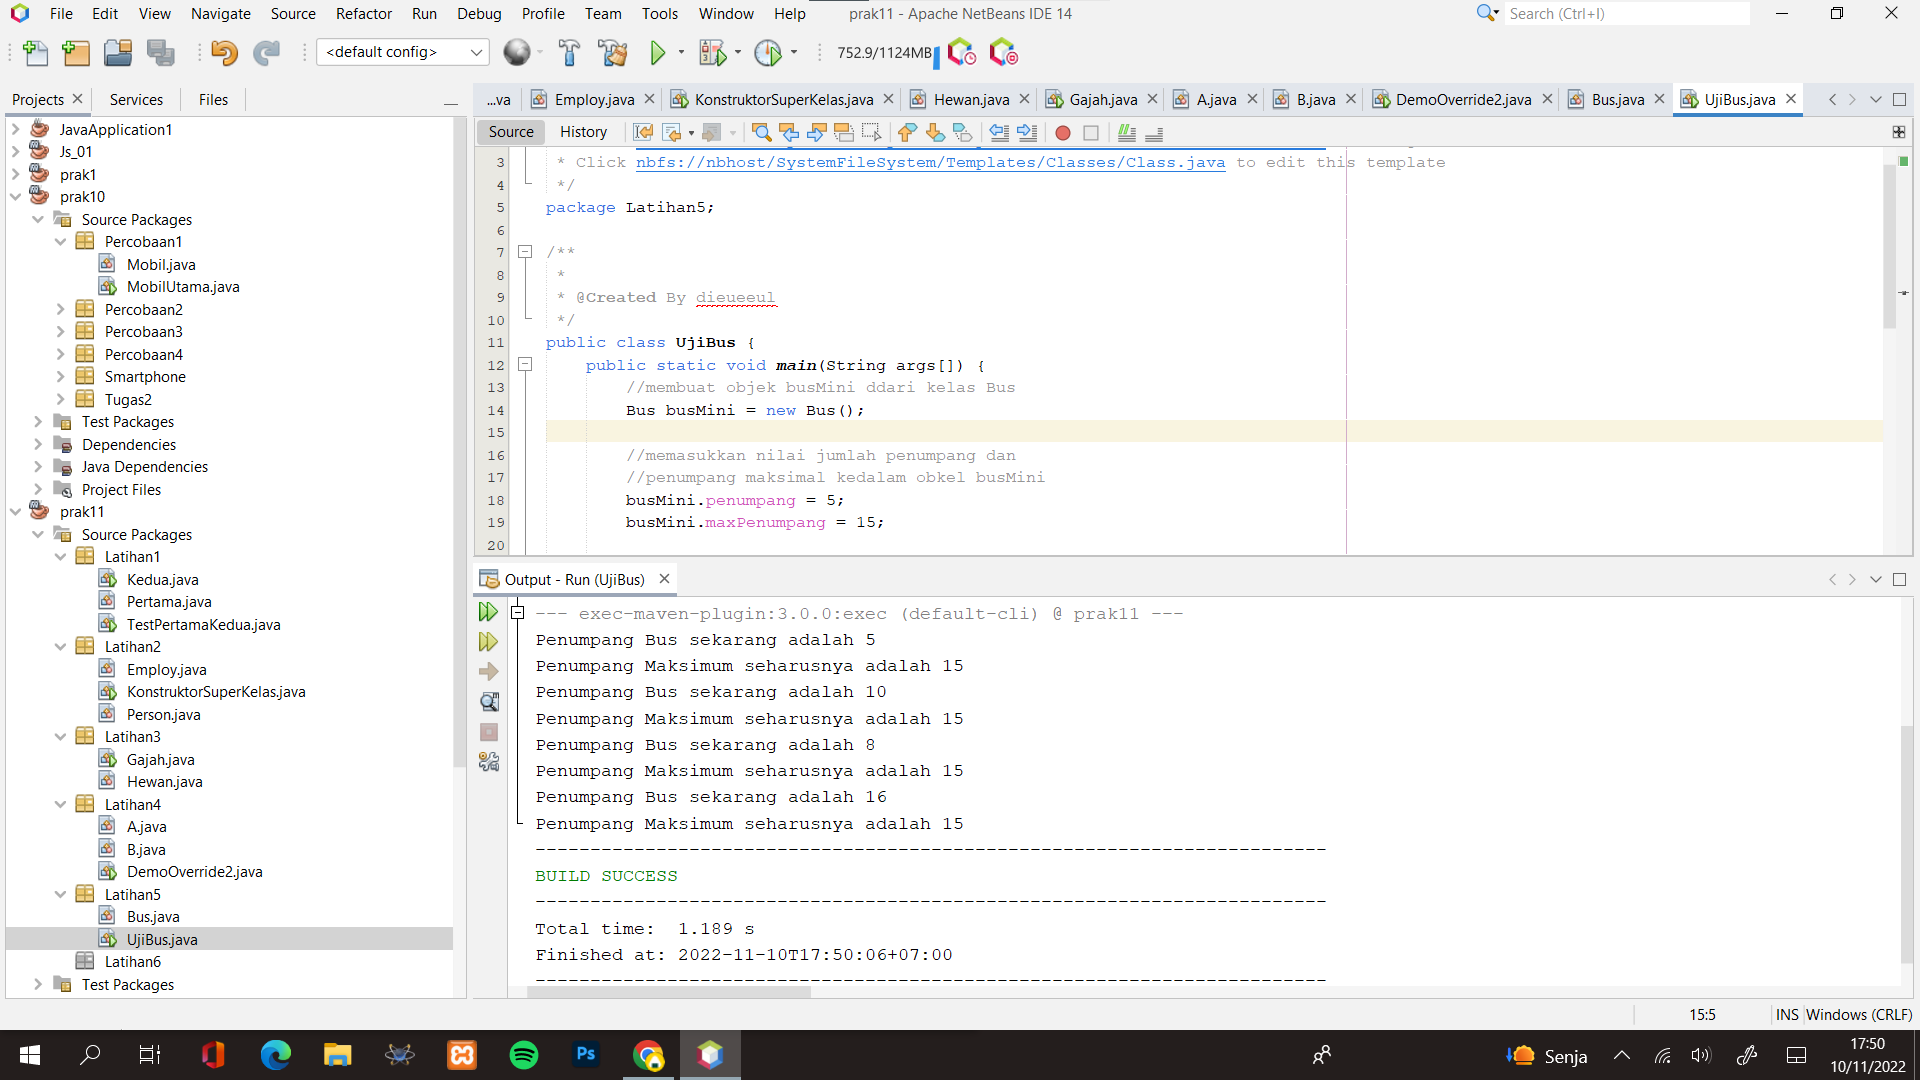 File Edit View Navigate Source Refactor Run Debug Profile Team Tools Window Help prak11 - Apache NetBeans IDE 14 Search (Ctrl+I)
<default config> 752.9/1124MB
Projects Services Files
...va Employ.java KonstruktorSuperKelas.java Hewan.java Gajah.java A.java B.java DemoOverride2.java Bus.java UjiBus.java
Source History
JavaApplication1
Js_01
prak1
prak10
Source Packages
Percobaan1
Mobil.java
MobilUtama.java
Percobaan2
Percobaan3
Percobaan4
Smartphone
Tugas2
Test Packages
Dependencies
Java Dependencies
Project Files
prak11
Source Packages
Latihan1
Kedua.java
Pertama.java
TestPertamaKedua.java
Latihan2
Employ.java
KonstruktorSuperKelas.java
Person.java
Latihan3
Gajah.java
Hewan.java
Latihan4
A.java
B.java
DemoOverride2.java
Latihan5
Bus.java
UjiBus.java
Latihan6
Test Packages
3 * Click nbfs://nbhost/SystemFileSystem/Templates/Classes/Class.java to edit this template
4 */
5 package Latihan5;
6
7 /**
8 *
9 * @Created By dieueeul
10 */
11 public class UjiBus {
12 public static void main(String args[]) {
13 //membuat objek busMini ddari kelas Bus
14 Bus busMini = new Bus();
15
16 //memasukkan nilai jumlah penumpang dan
17 //penumpang maksimal kedalam obkel busMini
18 busMini.penumpang = 5;
19 busMini.maxPenumpang = 15;
20
Output - Run (UjiBus)
--- exec-maven-plugin:3.0.0:exec (default-cli) @ prak11 ---
Penumpang Bus sekarang adalah 5
Penumpang Maksimum seharusnya adalah 15
Penumpang Bus sekarang adalah 10
Penumpang Maksimum seharusnya adalah 15
Penumpang Bus sekarang adalah 8
Penumpang Maksimum seharusnya adalah 15
Penumpang Bus sekarang adalah 16
Penumpang Maksimum seharusnya adalah 15
------------------------------------------------------------------------
BUILD SUCCESS
------------------------------------------------------------------------
Total time: 1.189 s
Finished at: 2022-11-10T17:50:06+07:00
------------------------------------------------------------------------
15:5 INS Windows (CRLF)
Ps Senja 17:50
10/11/2022